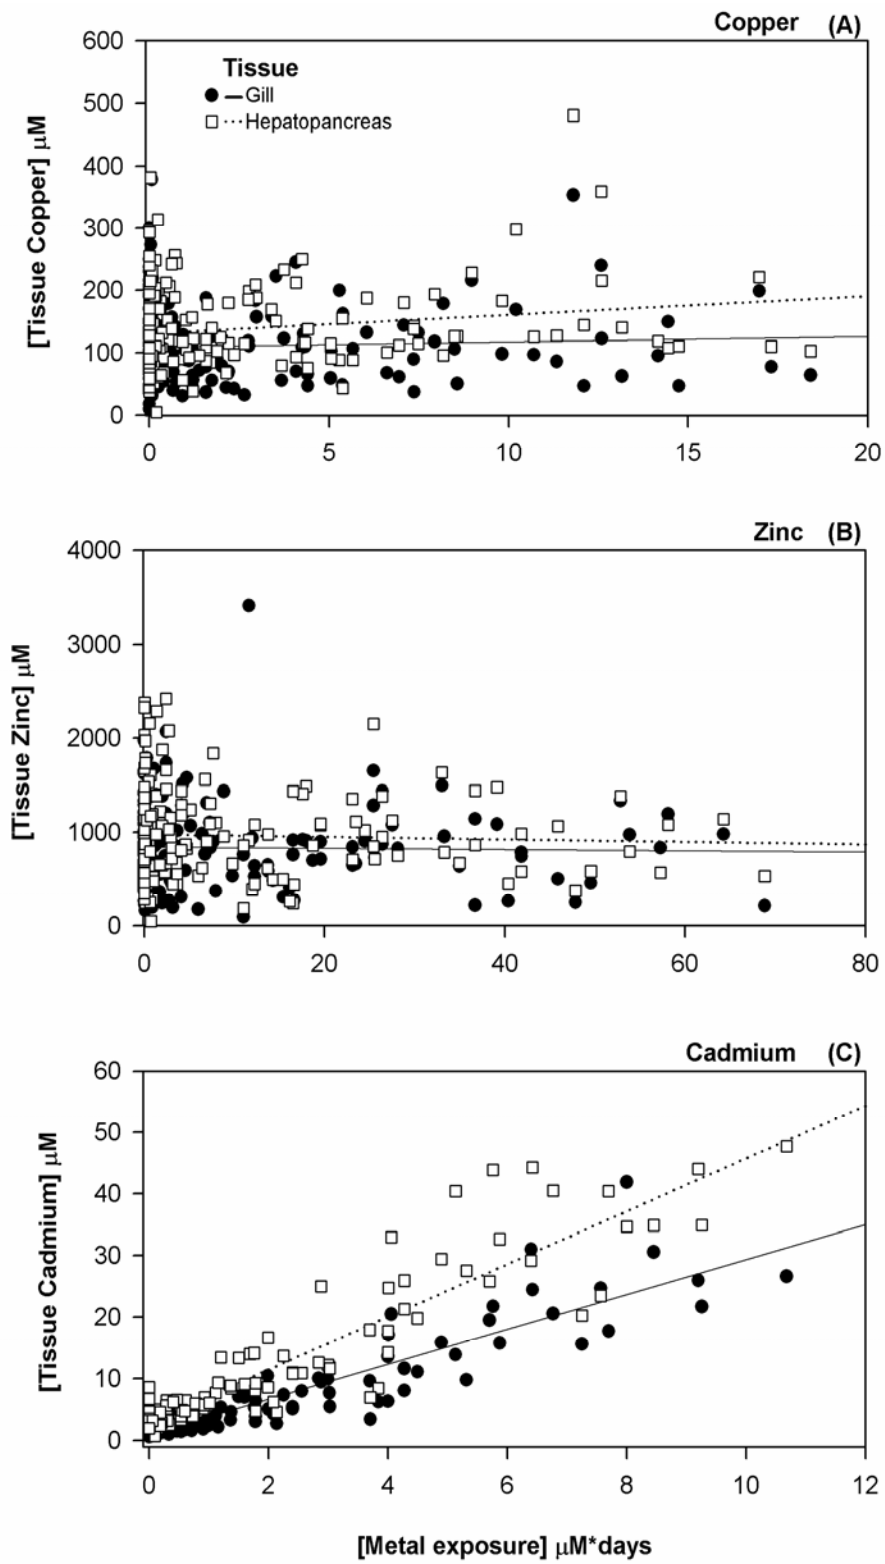 Copper (A)
600
500
400
300
200
100
0
[Tissue Copper] μM
Tissue
Gill
Hepatopancreas
0 5 10 15 20
Zinc (B)
4000
3000
2000
1000
0
[Tissue Zinc] μM
0 20 40 60 80
Cadmium (C)
60
50
40
30
20
10
0
[Tissue Cadmium] μM
0 2 4 6 8 10 12
[Metal exposure] μM*days